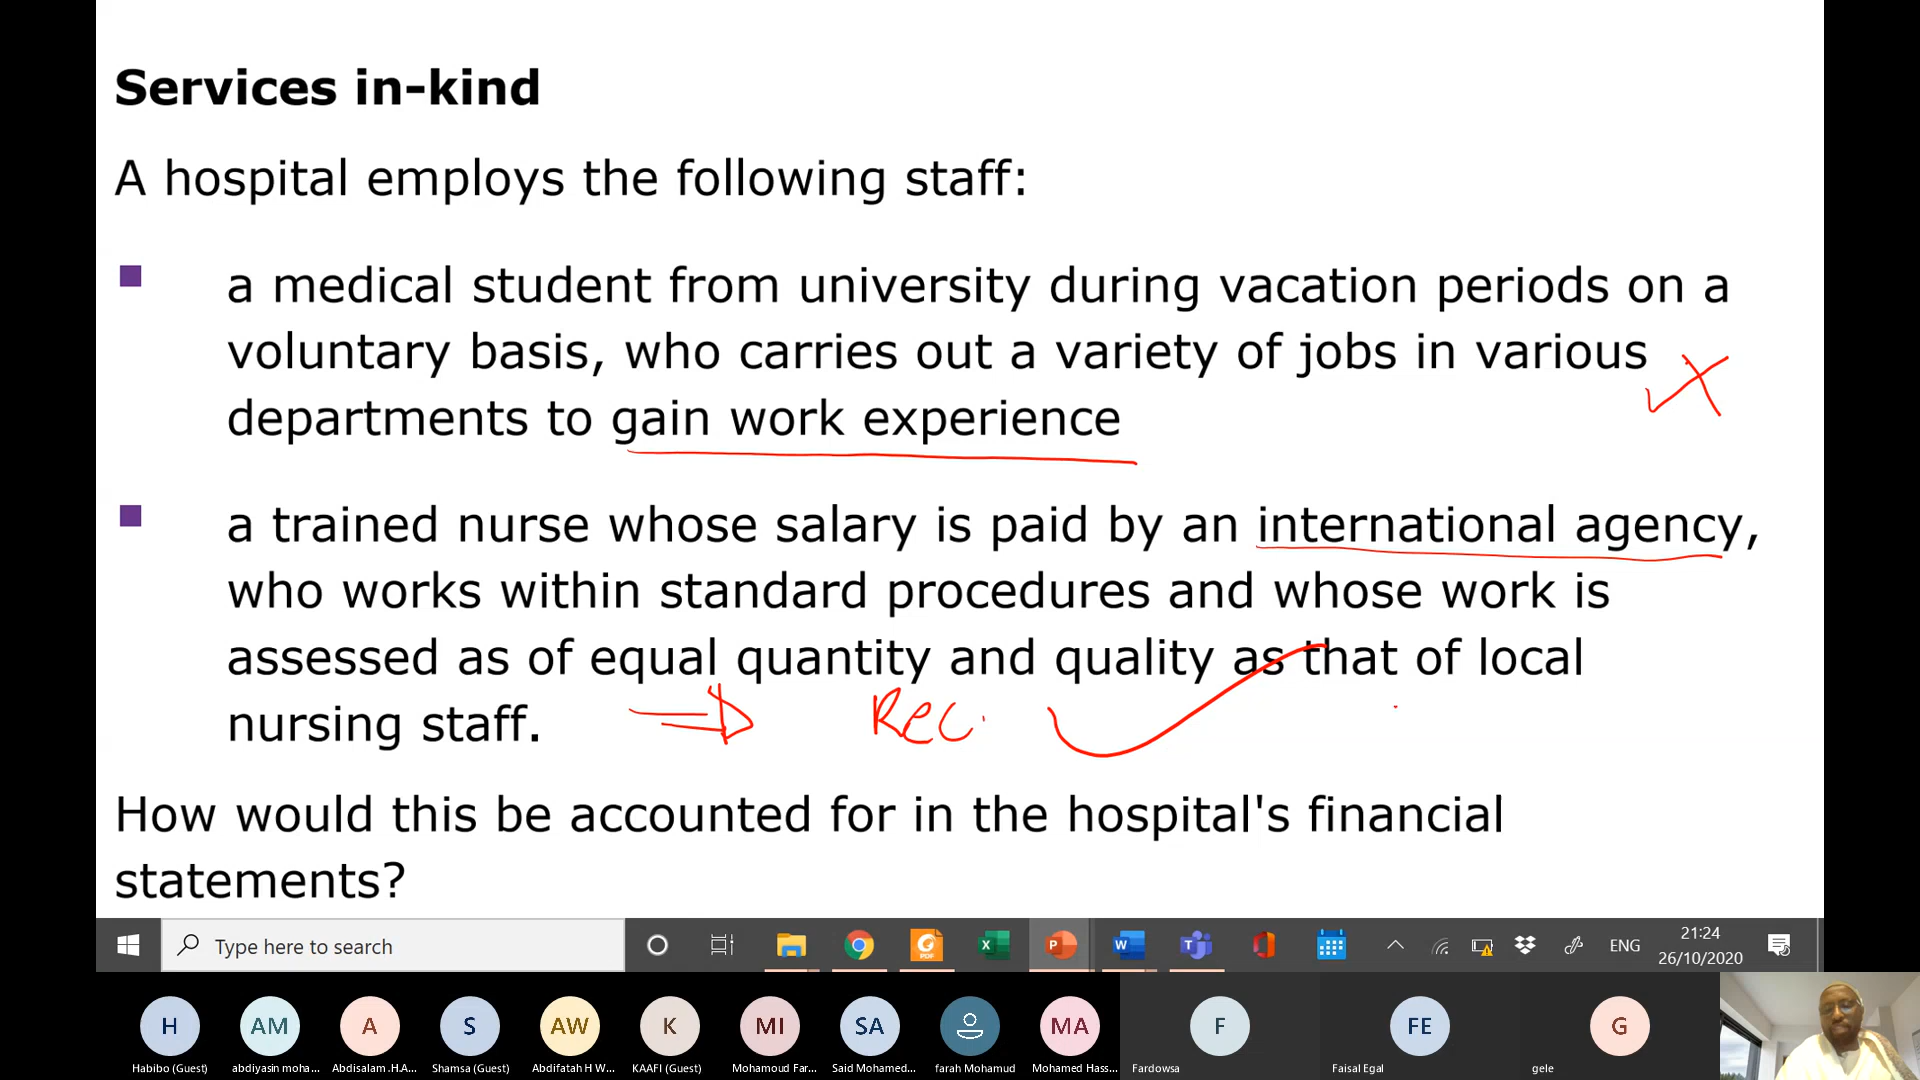 Services in-kind
A hospital employs the following staff:
a medical student from university during vacation periods on a
voluntary basis, who carries out a variety of jobs in various
departments to gain work experience
a trained nurse whose salary is paid by an international agency,
who works within standard procedures and whose work is
assessed as of equal quantity and quality as that of local
nursing staff.
Rec.
How would this be accounted for in the hospital's financial
statements?
Type here to search
ENG
21:24
26/10/2020
H AM A S AW K MI SA MA F FE G
Habibo (Guest) abdiyasin moha... Abdisalam .H.A... Shamsa (Guest) Abdifatah H W... KAAFI (Guest) Mohamoud Far... Said Mohamed... farah Mohamud Mohamed Hass... Fardowsa Faisal Egal gele